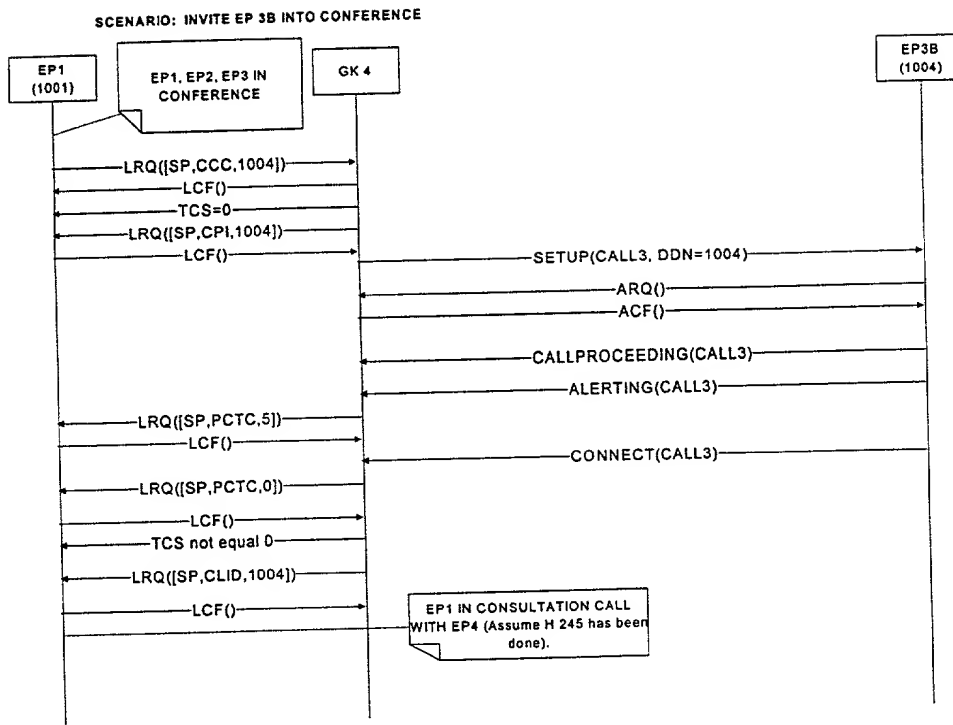 SCENARIO: INVITE EP 3B INTO CONFERENCE
EP1
(1001)
EP1, EP2, EP3 IN
CONFERENCE
GK 4
EP3B
(1004)
LRQ([SP,CCC,1004])
LCF()
TCS=0
LRQ([SP,CPI,1004])
LCF()
SETUP(CALL3, DDN=1004)
ARQ()
ACF()
CALLPROCEEDING(CALL3)
ALERTING(CALL3)
LRQ([SP,PCTC,5])
LCF()
CONNECT(CALL3)
LRQ([SP,PCTC,0])
LCF()
TCS not equal 0
LRQ([SP,CLID,1004])
LCF()
EP1 IN CONSULTATION CALL
WITH EP4 (Assume H 245 has been
done).